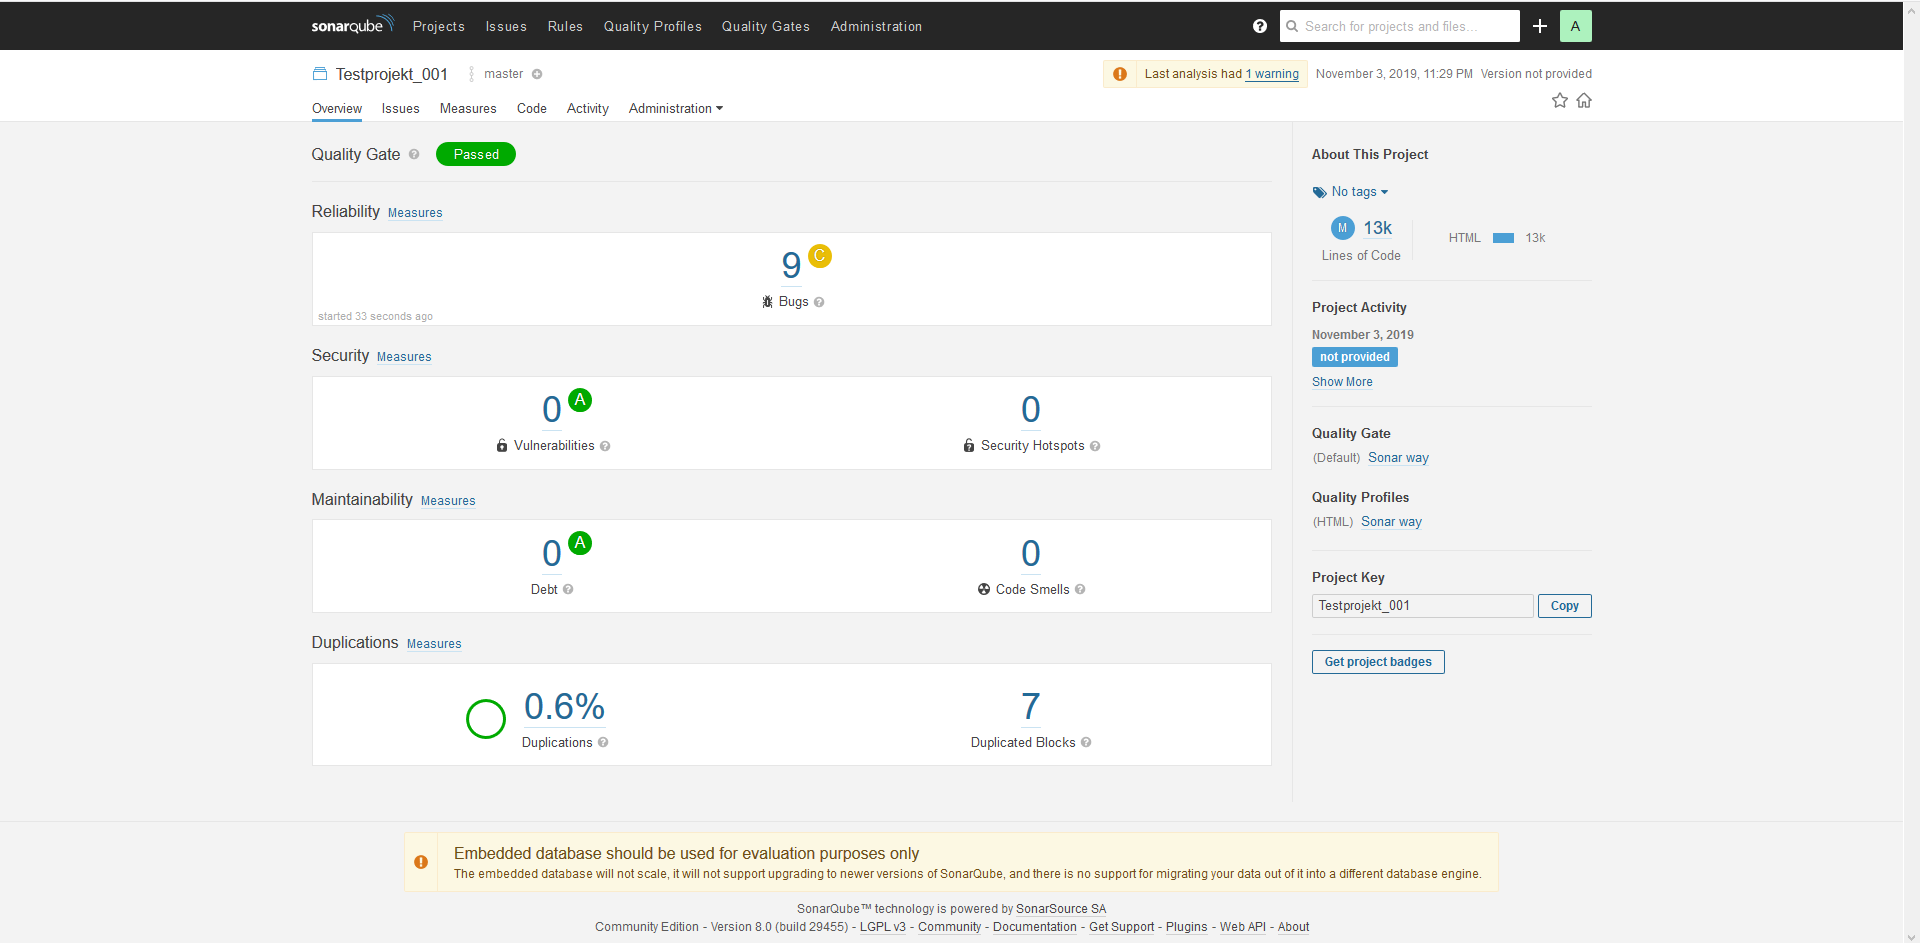 sonarqube Projects Issues Rules Quality Profiles Quality Gates Administration ? Search for projects and files... + A
Testprojekt_001 master
Last analysis had 1 warning November 3, 2019, 11:29 PM Version not provided
Overview Issues Measures Code Activity Administration
Quality Gate ? Passed
Reliability Measures
9 C
Bugs ?
started 33 seconds ago
Security Measures
0 A
Vulnerabilities ?
0
Security Hotspots ?
Maintainability Measures
0 A
Debt ?
0
Code Smells ?
Duplications Measures
0.6%
Duplications ?
7
Duplicated Blocks ?
About This Project
No tags
M 13k
Lines of Code
HTML 13k
Project Activity
November 3, 2019
not provided
Show More
Quality Gate
(Default) Sonar way
Quality Profiles
(HTML) Sonar way
Project Key
Testprojekt_001 Copy
Get project badges
Embedded database should be used for evaluation purposes only
The embedded database will not scale, it will not support upgrading to newer versions of SonarQube, and there is no support for migrating your data out of it into a different database engine.
SonarQube™ technology is powered by SonarSource SA
Community Edition - Version 8.0 (build 29455) - LGPL v3 - Community - Documentation - Get Support - Plugins - Web API - About